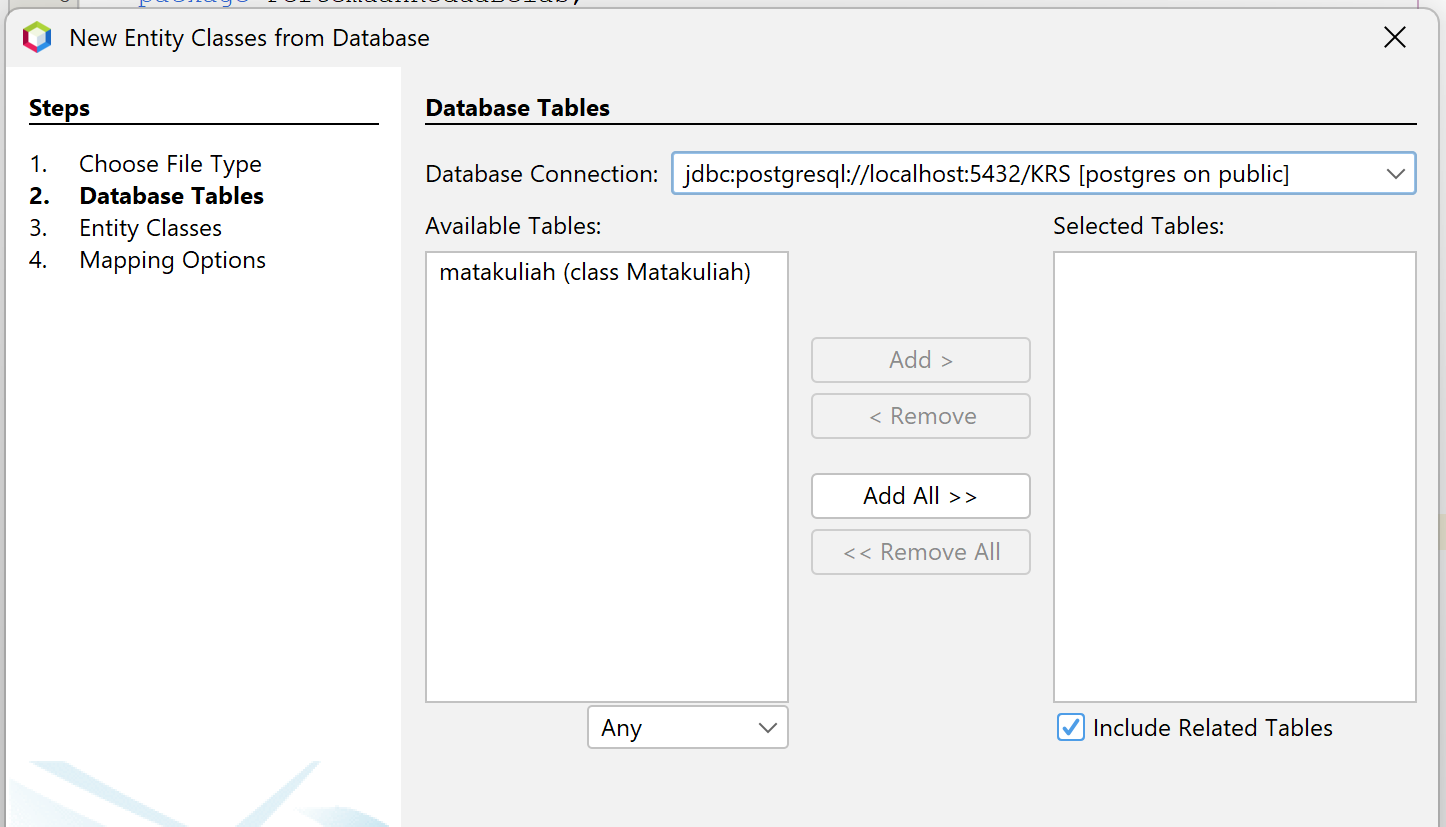 New Entity Classes from Database
Steps
1. Choose File Type
2. Database Tables
3. Entity Classes
4. Mapping Options
Database Tables
Database Connection: jdbc:postgresql://localhost:5432/KRS [postgres on public]
Available Tables:
Selected Tables:
matakuliah (class Matakuliah)
Add >
< Remove
Add All >>
<< Remove All
Any
Include Related Tables